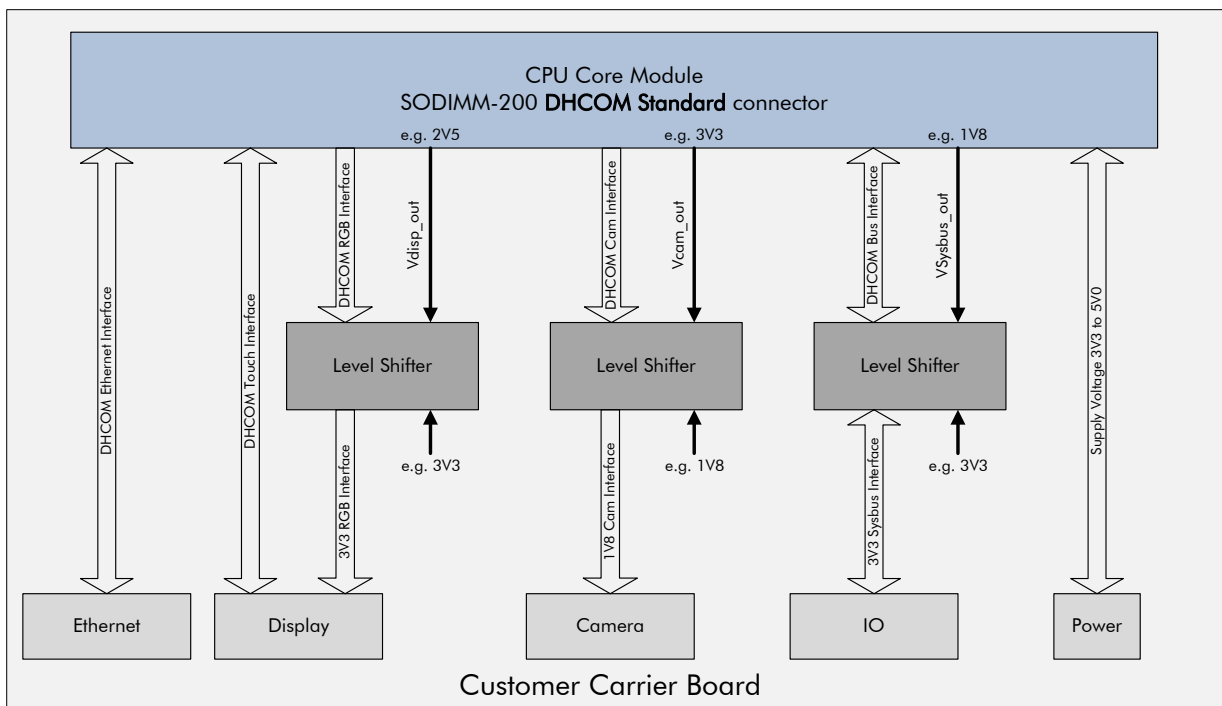 CPU Core Module
SODIMM-200 DHCOM Standard connector
e.g. 2V5
e.g. 3V3
e.g. 1V8
DHCOM Ethernet Interface
DHCOM Touch Interface
DHCOM RGB Interface
Vdisp_out
DHCOM Cam Interface
Vcam_out
DHCOM Bus Interface
VSysbus_out
Supply Voltage 3V3 to 5V0
Level Shifter
Level Shifter
Level Shifter
e.g. 3V3
e.g. 1V8
e.g. 3V3
3V3 RGB Interface
1V8 Cam Interface
3V3 Sysbus Interface
Ethernet
Display
Camera
IO
Power
Customer Carrier Board